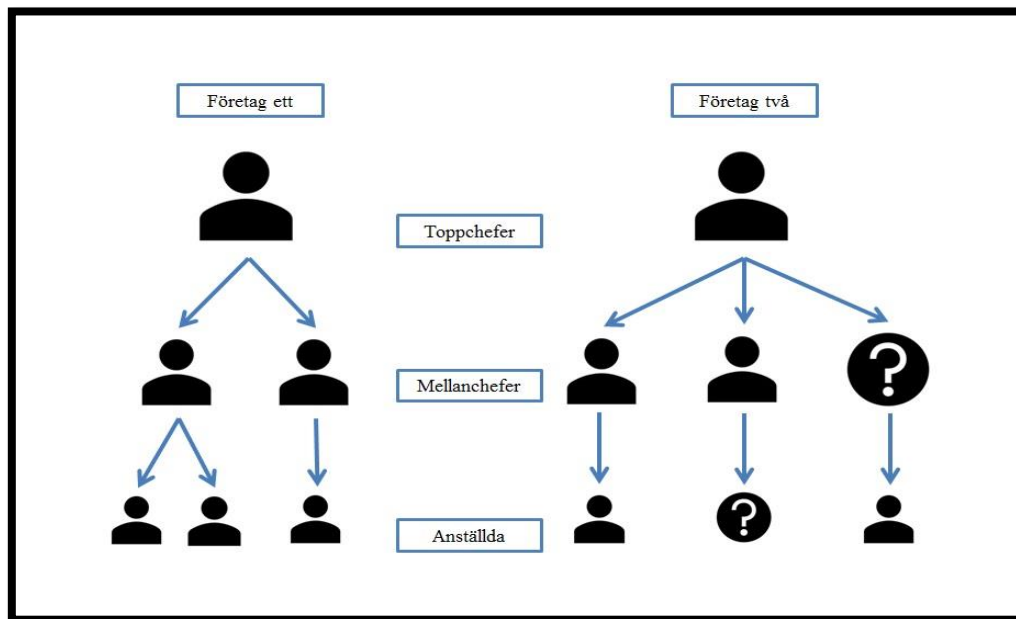 Företag ett
Företag två
Toppchefer
Mellanchefer
?
Anställda
?